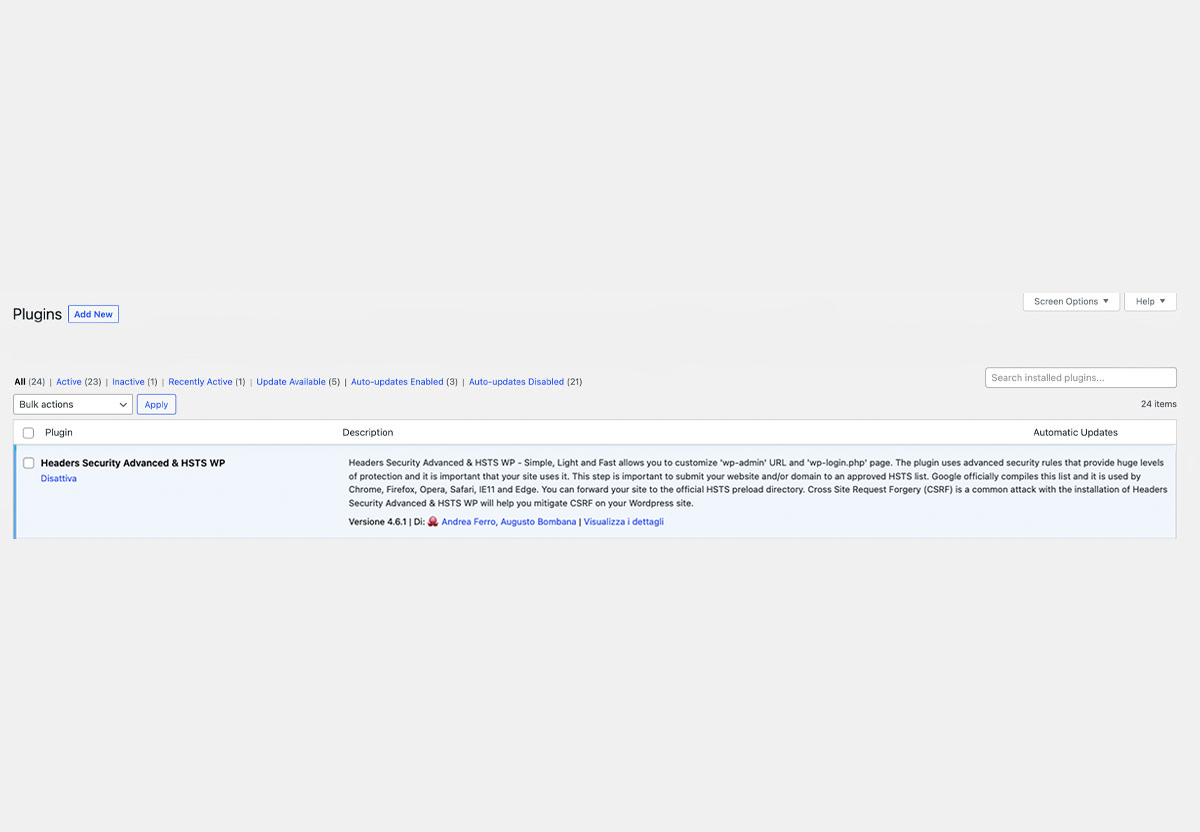 Screen Options ▼ Help ▼
Plugins Add New
All (24) | Active (23) | Inactive (1) | Recently Active (1) | Update Available (5) | Auto-updates Enabled (3) | Auto-updates Disabled (21)
Search installed plugins...
Bulk actions Apply
24 items
Plugin Description Automatic Updates
Headers Security Advanced & HSTS WP
Disattiva
Headers Security Advanced & HSTS WP - Simple, Light and Fast allows you to customize 'wp-admin' URL and 'wp-login.php' page. The plugin uses advanced security rules that provide huge levels
of protection and it is important that your site uses it. This step is important to submit your website and/or domain to an approved HSTS list. Google officially compiles this list and it is used by
Chrome, Firefox, Opera, Safari, IE11 and Edge. You can forward your site to the official HSTS preload directory. Cross Site Request Forgery (CSRF) is a common attack with the installation of Headers
Security Advanced & HSTS WP will help you mitigate CSRF on your Wordpress site.
Versione 4.6.1 | Di: Andrea Ferro, Augusto Bombana | Visualizza i dettagli